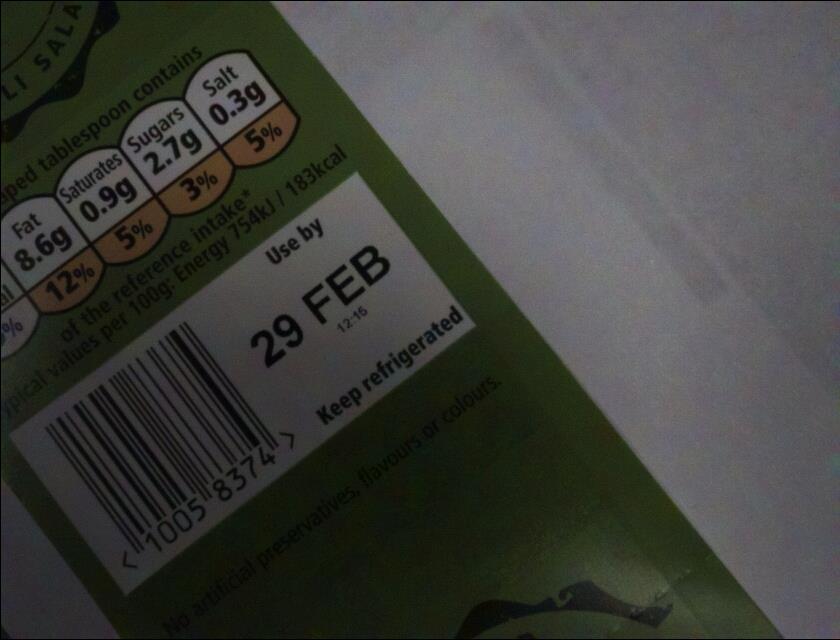 LI SALA
tablespoon contains
Fat
8.6g
12%
Saturates
0.9g
5%
Sugars
2.7g
3%
Salt
0.3g
5%
of the reference intake*
values per 100g: Energy 754kJ / 183kcal
Use by
29 FEB
12:16
Keep refrigerated
< 1005 8374 >
No artificial preservatives, flavours or colours.